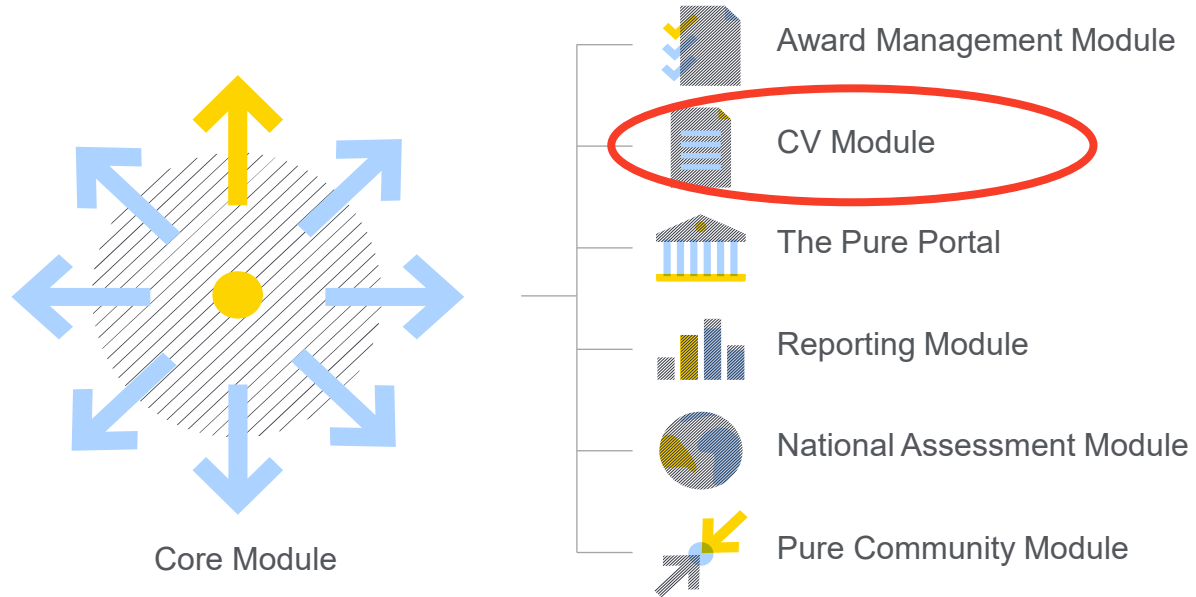 Award Management Module
CV Module
The Pure Portal
Reporting Module
National Assessment Module
Pure Community Module
Core Module